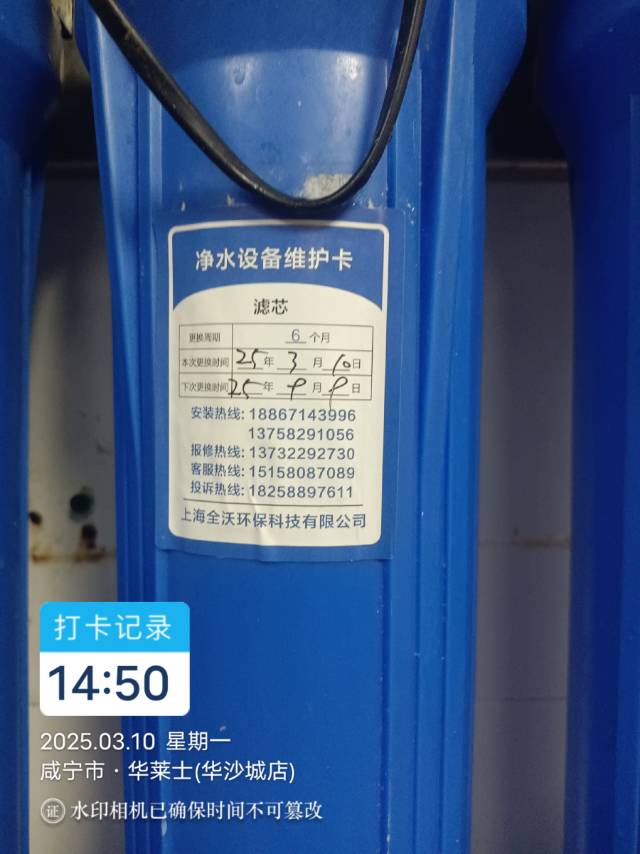 净水设备维护卡
滤芯
更换周期 6 个月
本次更换时间 25 年 3 月 10 日
下次更换时间 25 年 9 月 9 日
安装热线: 18867143996
13758291056
报修热线: 13732292730
客服热线: 15158087089
投诉热线: 18258897611
上海全沃环保科技有限公司
打卡记录
14:50
2025.03.10 星期一
咸宁市·华莱士(华沙城店)
证 水印相机已确保时间不可篡改